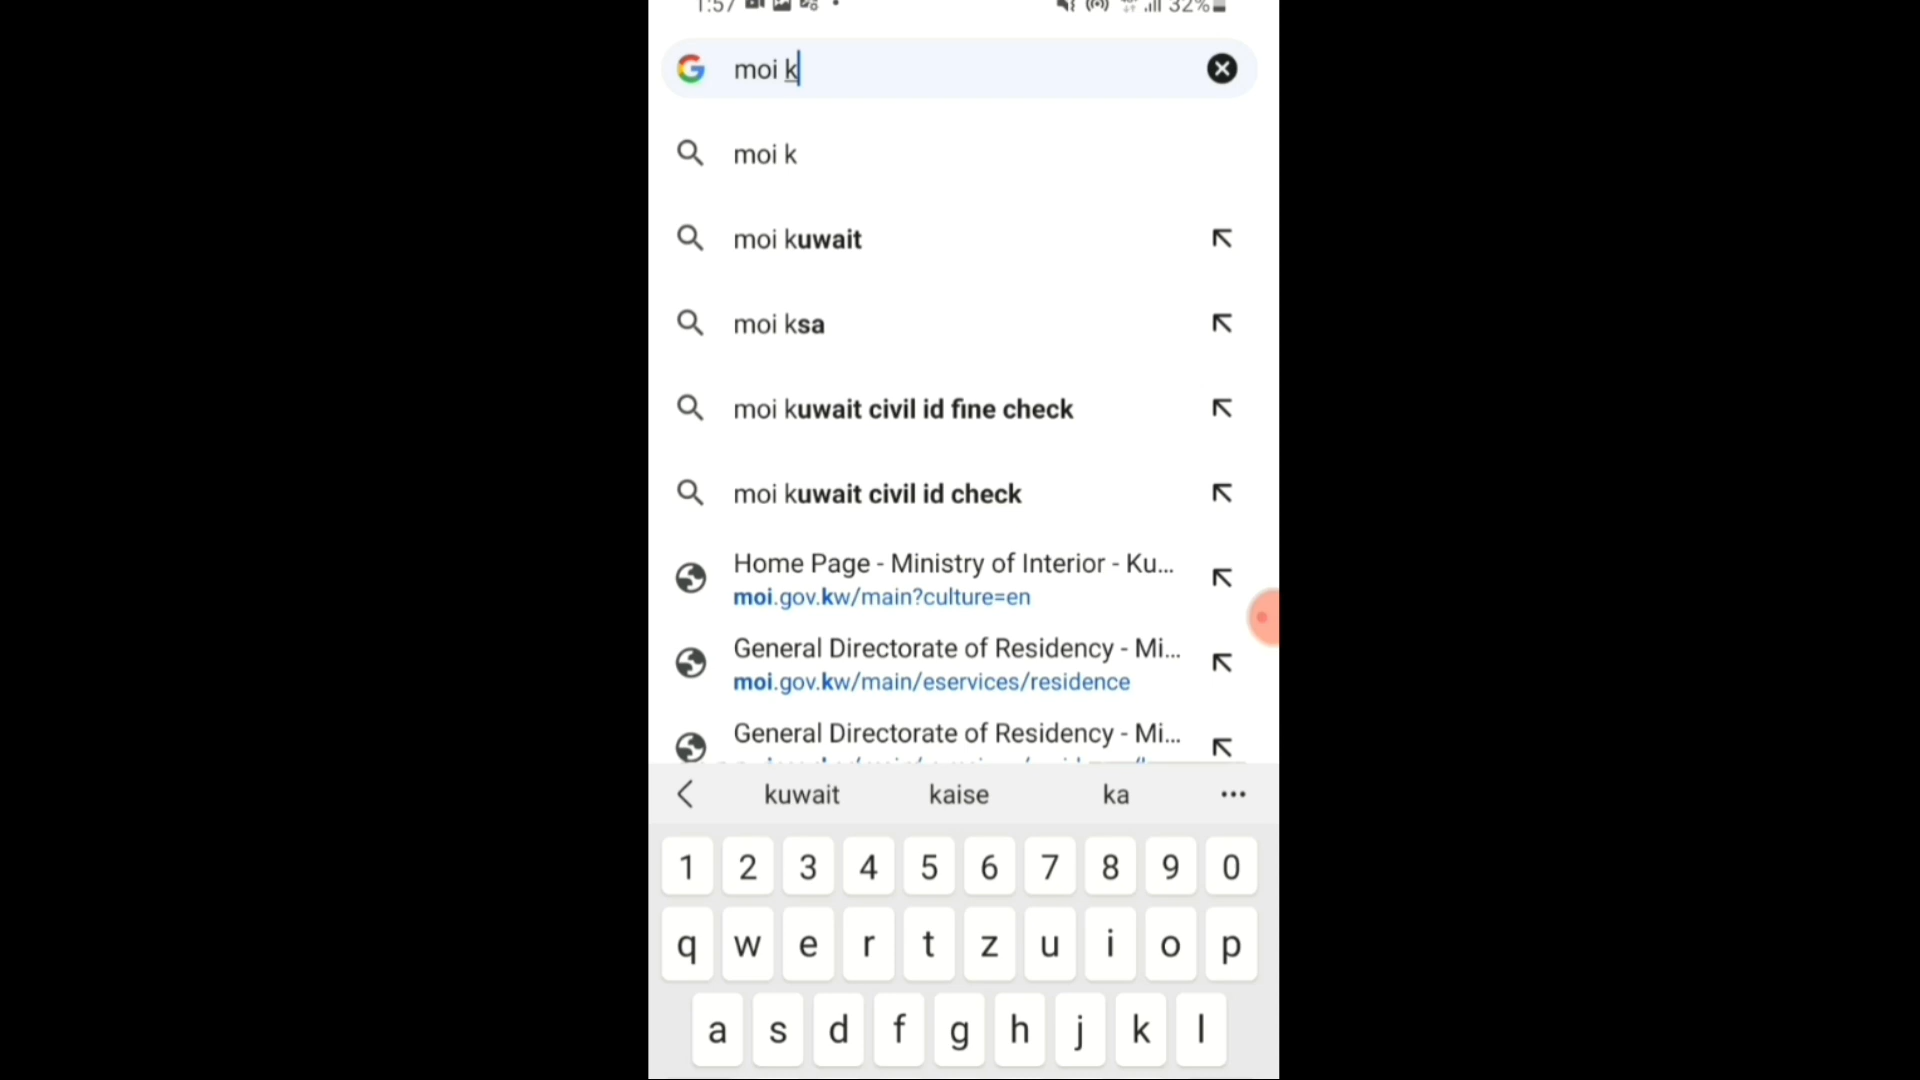 1:57
32%
moi k
moi k
moi kuwait
moi ksa
moi kuwait civil id fine check
moi kuwait civil id check
Home Page - Ministry of Interior - Ku...
moi.gov.kw/main?culture=en
General Directorate of Residency - Mi...
moi.gov.kw/main/eservices/residence
General Directorate of Residency - Mi...
kuwait kaise ka
1 2 3 4 5 6 7 8 9 0
q w e r t z u i o p
a s d f g h j k l